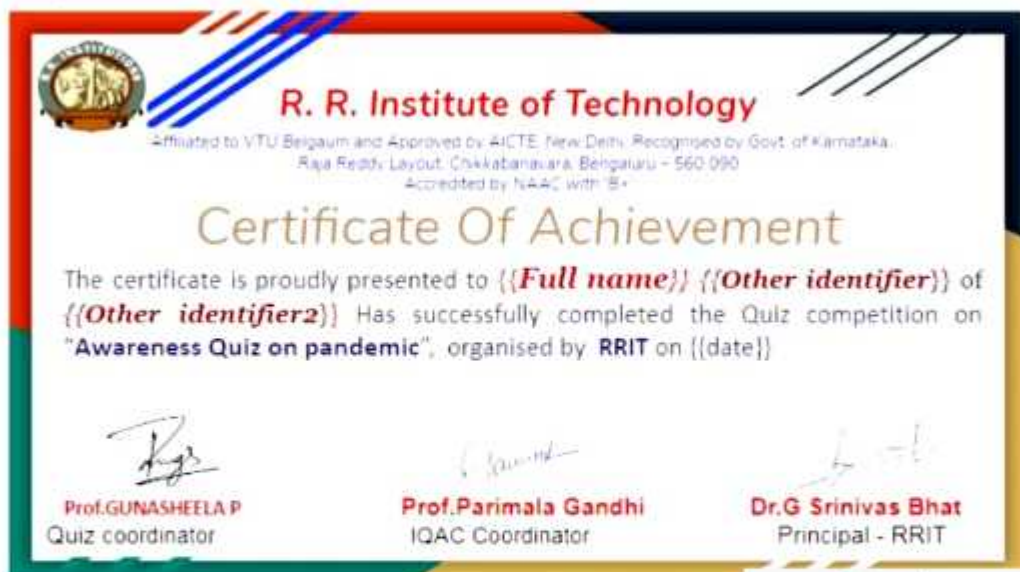 R. R. Institute of Technology
Affiliated to VTU Belgaum and Approved by AICTE, New Delhi, Recognised by Govt. of Karnataka.
Raja Reddy Layout, Chikkabanavara, Bengaluru – 560 090
Accredited by NAAC with 'B+
Certificate Of Achievement
The certificate is proudly presented to {{Full name}} {{Other identifier}} of
{{Other identifier2}} Has successfully completed the Quiz competition on
"Awareness Quiz on pandemic", organised by RRIT on {{date}}
Prof.GUNASHEELA P Prof.Parimala Gandhi Dr.G Srinivas Bhat
Quiz coordinator IQAC Coordinator Principal - RRIT